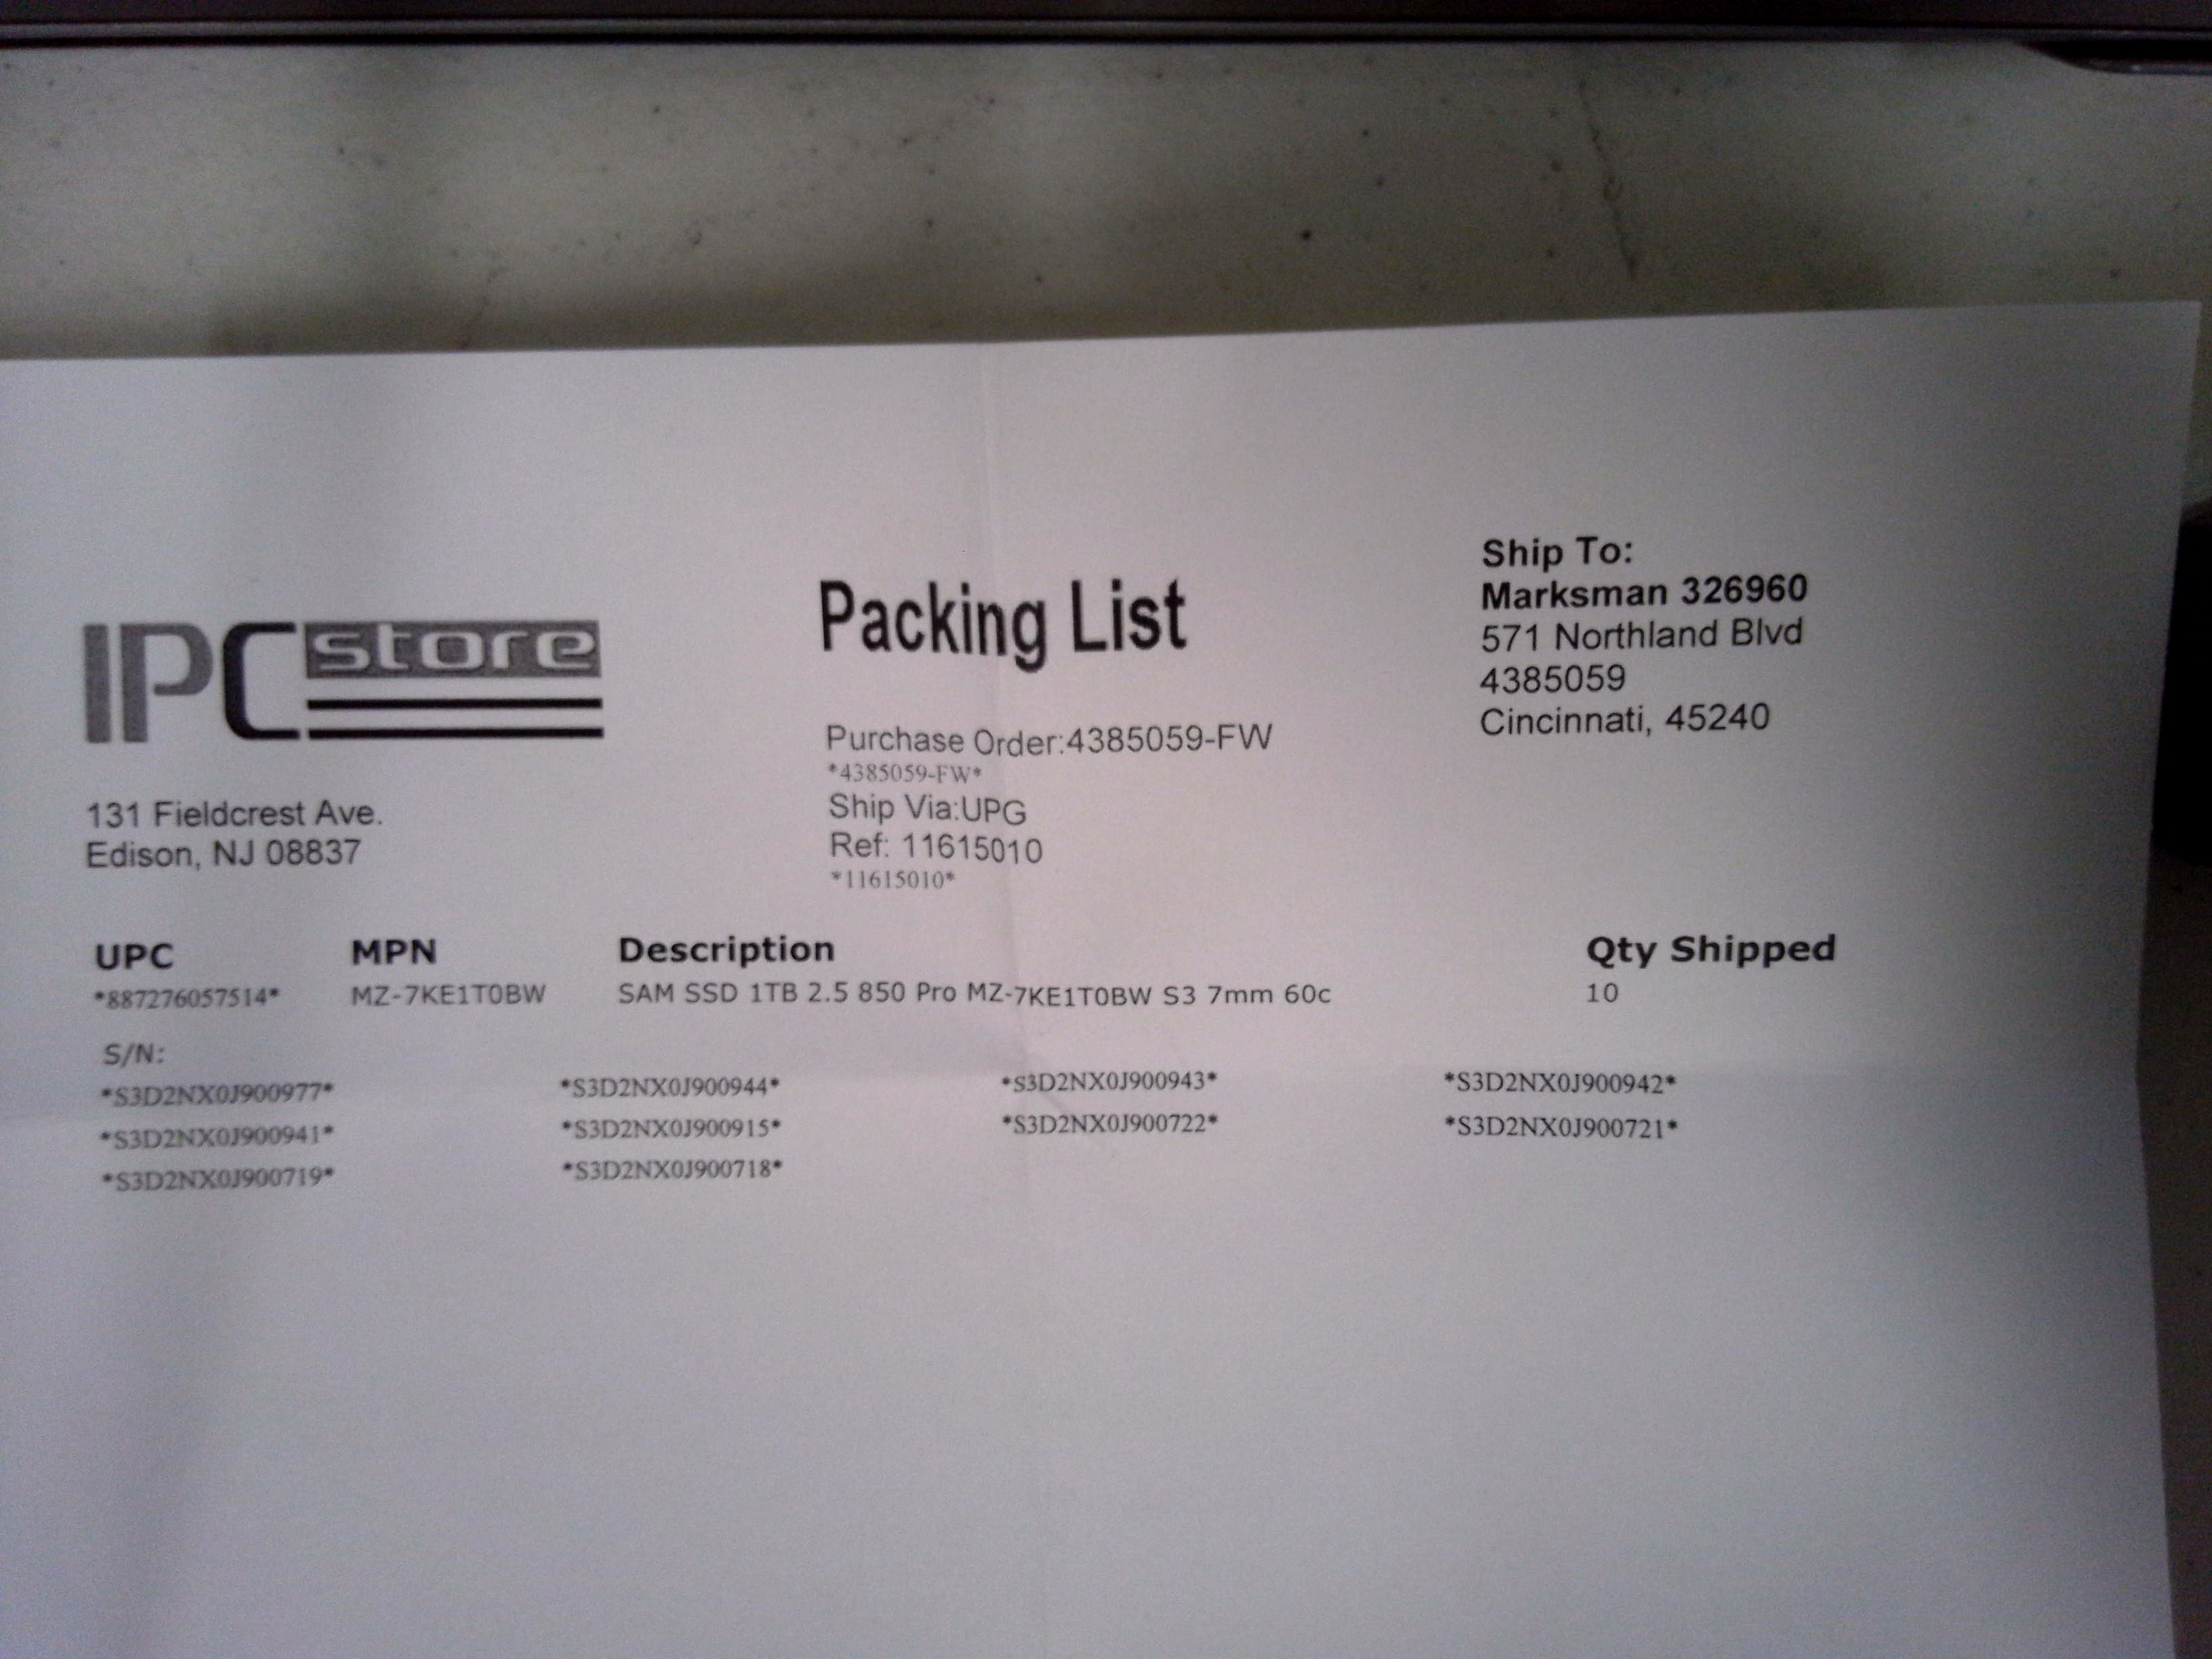 IPC store
131 Fieldcrest Ave.
Edison, NJ 08837
Packing List
Purchase Order:4385059-FW
*4385059-FW*
Ship Via:UPG
Ref: 11615010
*11615010*
Ship To:
Marksman 326960
571 Northland Blvd
4385059
Cincinnati, 45240
UPC MPN Description Qty Shipped
*887276057514* MZ-7KE1T0BW SAM SSD 1TB 2.5 850 Pro MZ-7KE1T0BW S3 7mm 60c 10
S/N:
*S3D2NX0J900977* *S3D2NX0J900944* *S3D2NX0J900943* *S3D2NX0J900942*
*S3D2NX0J900941* *S3D2NX0J900915* *S3D2NX0J900722* *S3D2NX0J900721*
*S3D2NX0J900719* *S3D2NX0J900718*